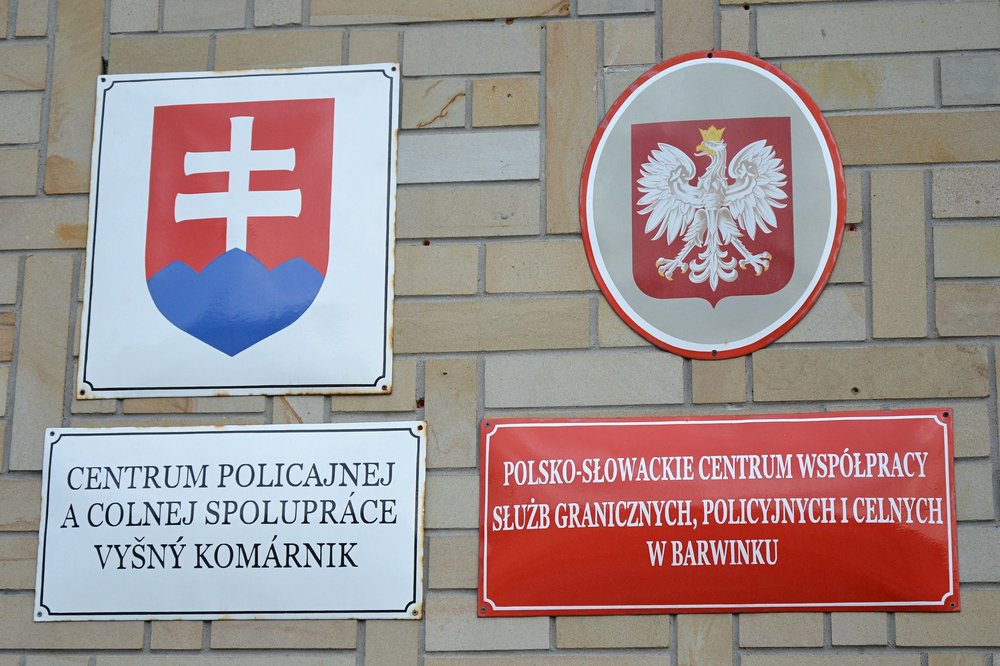 CENTRUM POLICAJNEJ
A COLNEJ SPOLUPRÁCE
VYŠNÝ KOMÁRNIK
POLSKO-SŁOWACKIE CENTRUM WSPÓŁPRACY
SŁUŻB GRANICZNYCH, POLICYJNYCH I CELNYCH
W BARWINKU